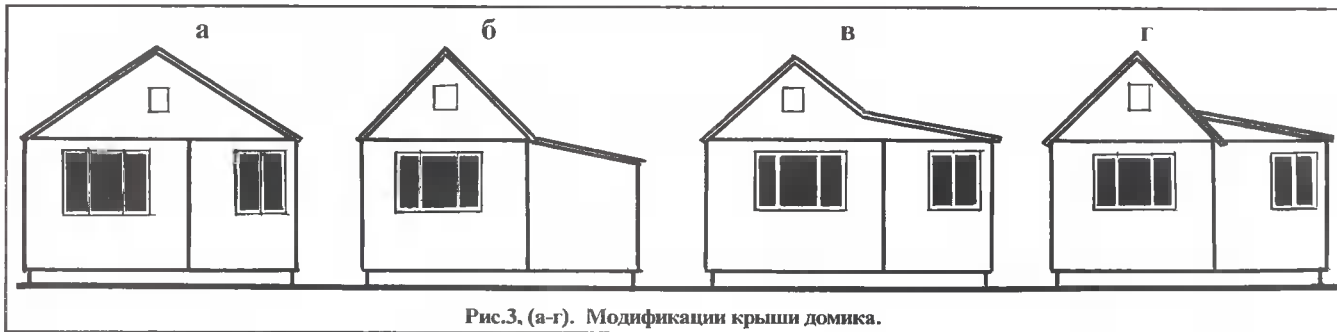 а б в г
Рис.3, (а-г). Модификации крыши домика.